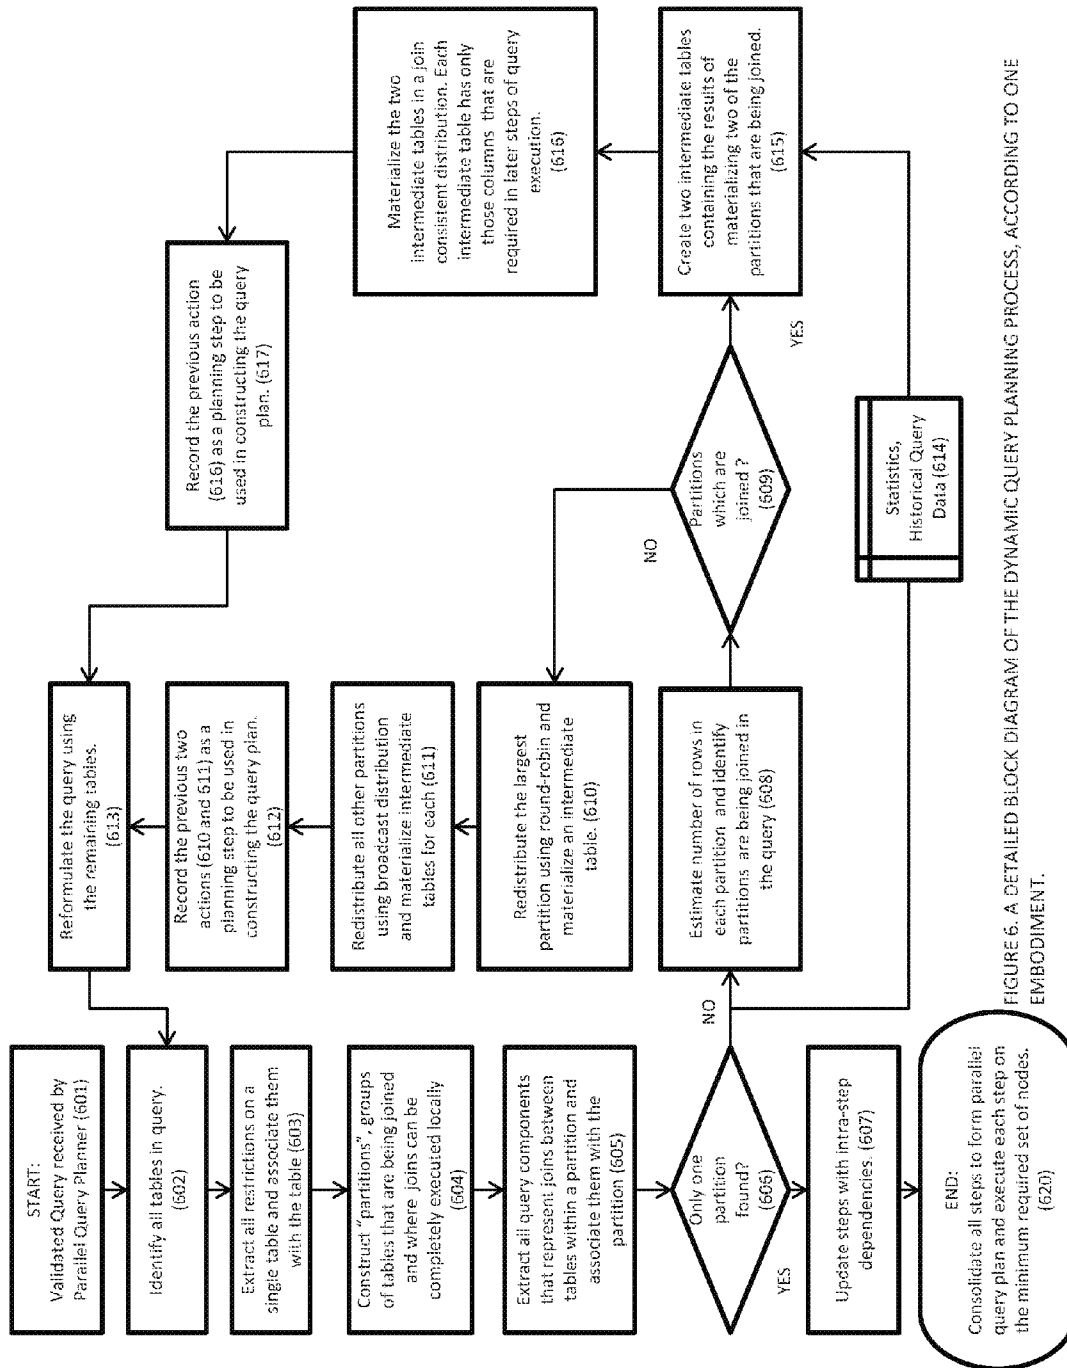 START:
Validated Query received by
Parallel Query Planner (601)
Identify all tables in query.
(602)
Extract all restrictions on a
single table and associate them
with the table (603)
Construct "partitions", groups
of tables that are being joined
and where joins can be
completely executed locally
(604)
Extract all query components
that represent joins between
tables within a partition and
associate them with the
partition (605)
Only one
partition
found?
(606)
YES
NO
Update steps with intra-step
dependencies. (607)
END:
Consolidate all steps to form parallel
query plan and execute each step on
the minimum required set of nodes.
(620)
Reformulate the query using
the remaining tables.
(613)
Record the previous two
actions (610 and 611) as a
planning step to be used in
constructing the query plan.
(612)
Redistribute all other partitions
using broadcast distribution
and materialize intermediate
tables for each (611)
Redistribute the largest
partition using round-robin and
materialize an intermediate
table. (610)
Estimate number of rows in
each partition and identify
partitions are being joined in
the query (608)
Partitions
which are
joined ?
(609)
NO
YES
Statistics,
Historical Query
Data (614)
Record the previous action
(616) as a planning step to be
used in constructing the query
plan. (617)
Materialize the two
intermediate tables in a join
consistent distribution. Each
intermediate table has only
those columns that are
required in later steps of query
execution.
(616)
Create two intermediate tables
containing the results of
materializing two of the
partitions that are being joined.
(615)
FIGURE 6. A DETAILED BLOCK DIAGRAM OF THE DYNAMIC QUERY PLANNING PROCESS, ACCORDING TO ONE
EMBODIMENT.